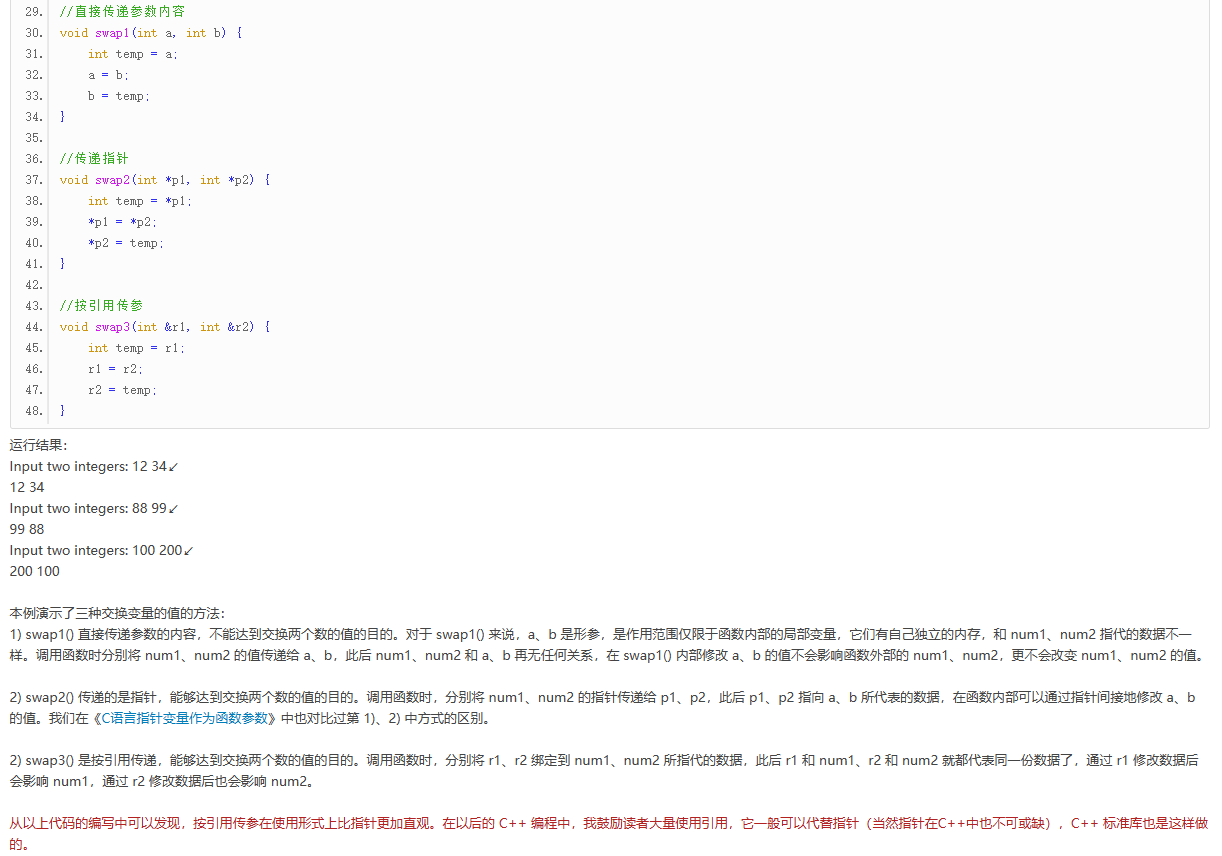 29. //直接传递参数内容
30. void swap1(int a, int b) {
31. int temp = a;
32. a = b;
33. b = temp;
34. }
35.
36. //传递指针
37. void swap2(int *p1, int *p2) {
38. int temp = *p1;
39. *p1 = *p2;
40. *p2 = temp;
41. }
42.
43. //按引用传参
44. void swap3(int &r1, int &r2) {
45. int temp = r1;
46. r1 = r2;
47. r2 = temp;
48. }
运行结果：
Input two integers: 12 34↙
12 34
Input two integers: 88 99↙
99 88
Input two integers: 100 200↙
200 100
本例演示了三种交换变量的值的方法：
1) swap1() 直接传递参数的内容，不能达到交换两个数的值的目的。对于 swap1() 来说，a、b 是形参，是作用范围仅限于函数内部的局部变量，它们有自己独立的内存，和 num1、num2 指代的数据不一
样。调用函数时分别将 num1、num2 的值传递给 a、b，此后 num1、num2 和 a、b 再无任何关系，在 swap1() 内部修改 a、b 的值不会影响函数外部的 num1、num2，更不会改变 num1、num2 的值。
2) swap2() 传递的是指针，能够达到交换两个数的值的目的。调用函数时，分别将 num1、num2 的指针传递给 p1、p2，此后 p1、p2 指向 a、b 所代表的数据，在函数内部可以通过指针间接地修改 a、b
的值。我们在《C语言指针变量作为函数参数》中也对比过第 1)、2) 中方式的区别。
2) swap3() 是按引用传递，能够达到交换两个数的值的目的。调用函数时，分别将 r1、r2 绑定到 num1、num2 所指代的数据，此后 r1 和 num1、r2 和 num2 就都代表同一份数据了，通过 r1 修改数据后
会影响 num1，通过 r2 修改数据后也会影响 num2。
从以上代码的编写中可以发现，按引用传参在使用形式上比指针更加直观。在以后的 C++ 编程中，我鼓励读者大量使用引用，它一般可以代替指针（当然指针在C++中也不可或缺），C++ 标准库也是这样做
的。